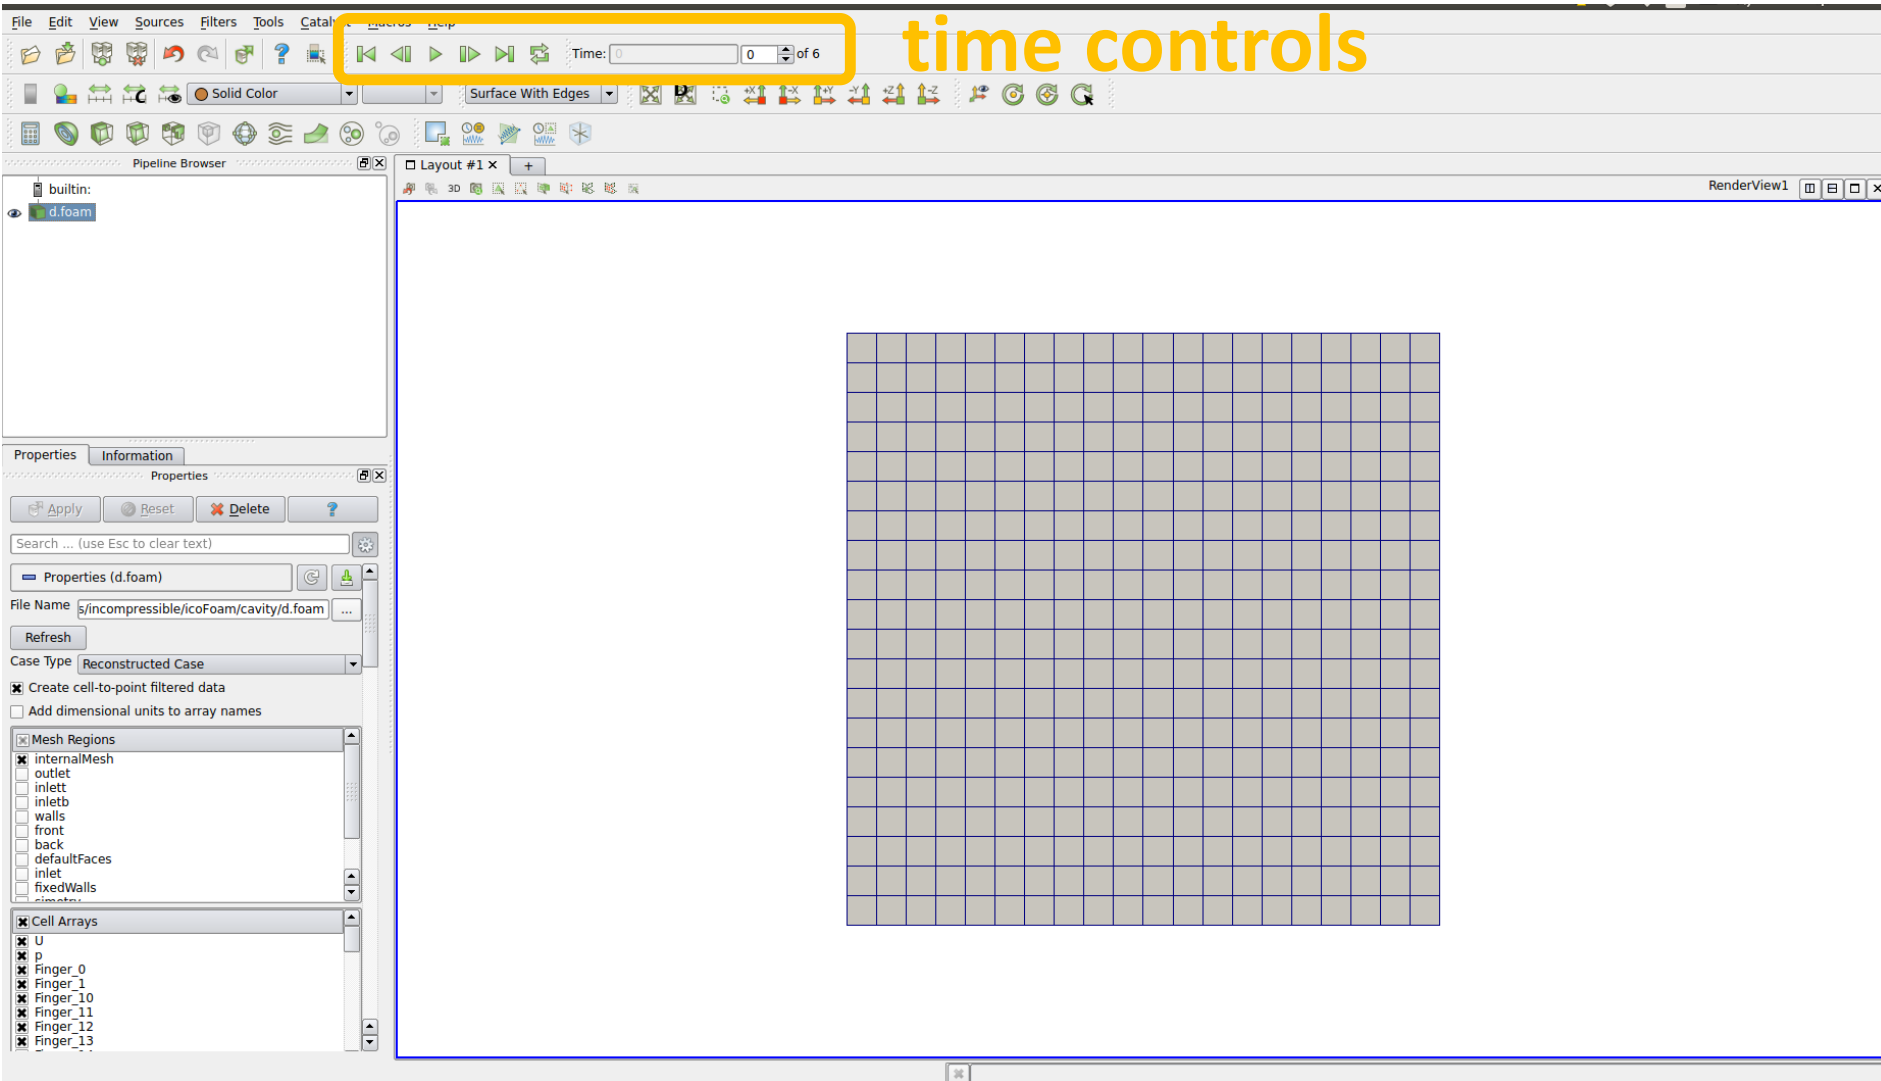 time controls
File Edit View Sources Filters Tools
Time: 0 0 of 6
Solid Color Surface With Edges
+X -X +Y -Y +Z -Z
Pipeline Browser
Layout #1 +
builtin:
3D
RenderView1
d.foam
Properties Information
Properties
Apply Reset Delete ?
Search ... (use Esc to clear text)
Properties (d.foam)
File Name s/incompressible/icoFoam/cavity/d.foam ...
Refresh
Case Type Reconstructed Case
Create cell-to-point filtered data
Add dimensional units to array names
Mesh Regions
internalMesh
outlet
inlett
inletb
walls
front
back
defaultFaces
inlet
fixedWalls
simetry
Cell Arrays
U
p
Finger_0
Finger_1
Finger_10
Finger_11
Finger_12
Finger_13